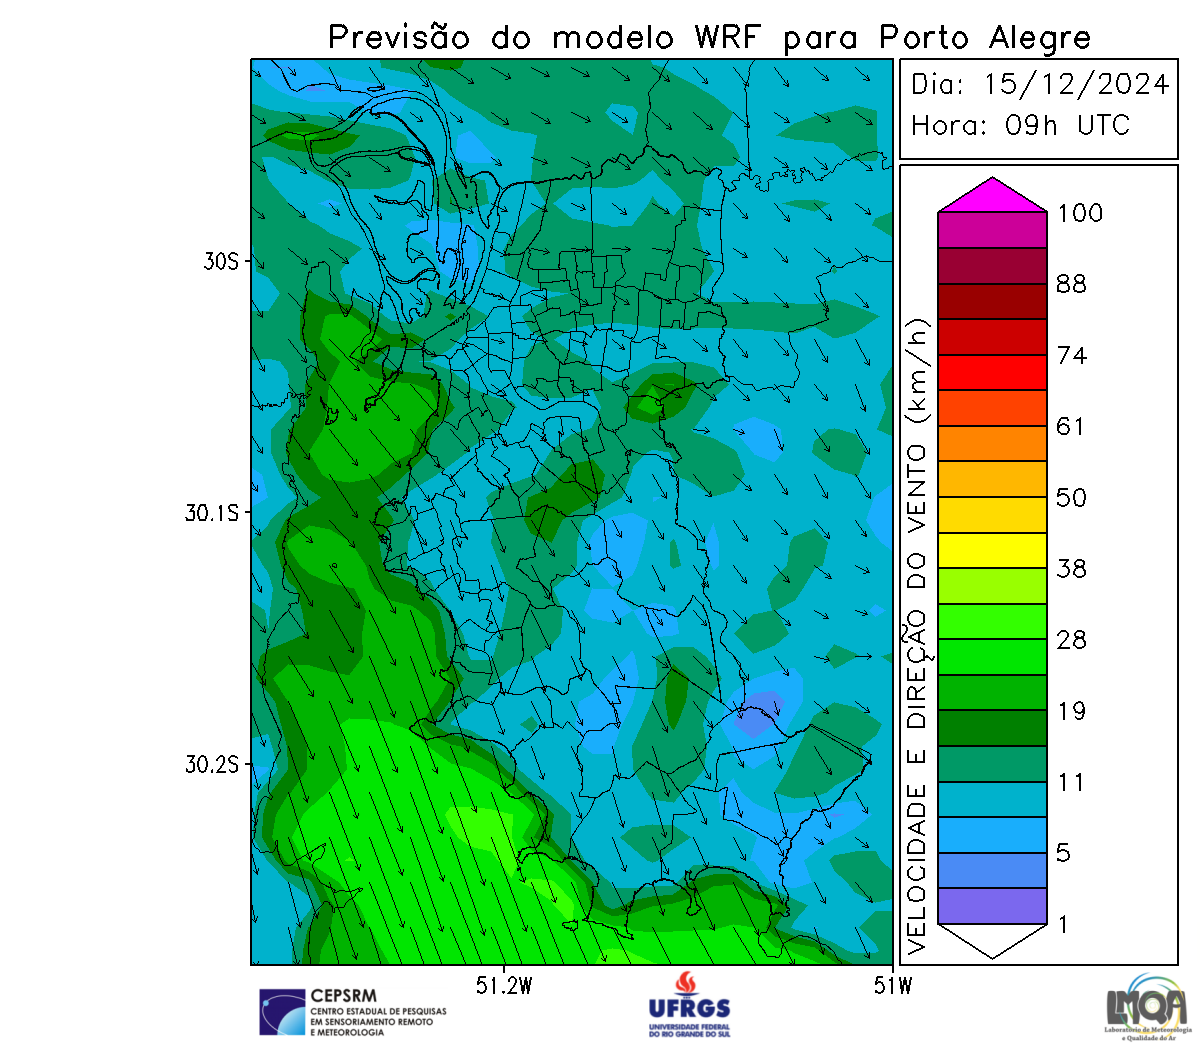 Previsão do modelo WRF para Porto Alegre
Dia: 15/12/2024
Hora: 09h UTC
30S
30.1S
30.2S
51.2W
51W
VELOCIDADE E DIREÇÃO DO VENTO (km/h)
100
88
74
61
50
38
28
19
11
5
1
CEPSRM
CENTRO ESTADUAL DE PESQUISAS
EM SENSORIAMENTO REMOTO
E METEOROLOGIA
UFRGS
UNIVERSIDADE FEDERAL
DO RIO GRANDE DO SUL
LMQA
Laboratório de Meteorologia
e Qualidade do Ar